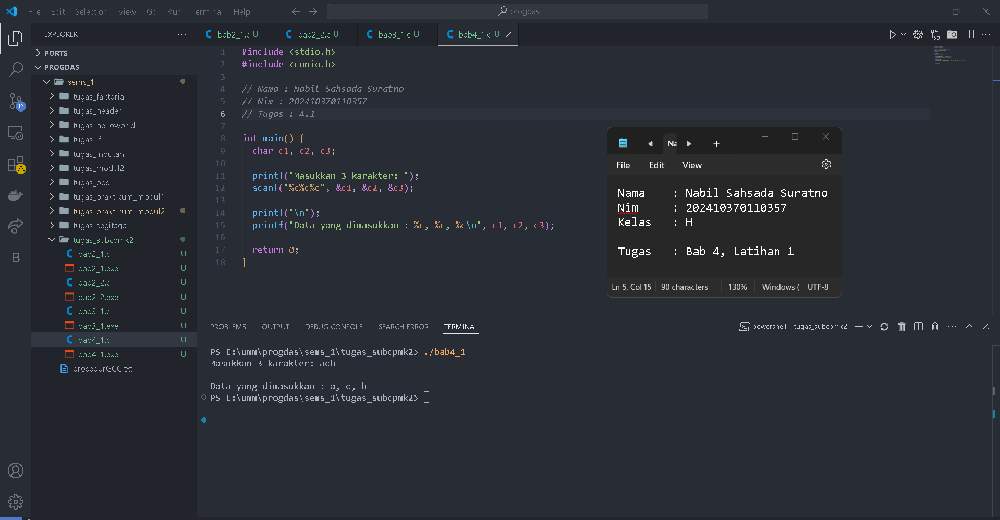 File Edit Selection View Go Run Terminal Help
progdas
EXPLORER
bab2_1.c U
bab2_2.c U
bab3_1.c U
bab4_1.c U
PORTS
PROGDAS
sems_1
tugas_faktorial
tugas_header
tugas_helloworld
tugas_if
tugas_inputan
tugas_modul2
tugas_pos
tugas_praktikum_modul1
tugas_praktikum_modul2
tugas_segitaga
tugas_subcpmk2
bab2_1.c U
bab2_1.exe U
bab2_2.c U
bab2_2.exe U
bab3_1.c U
bab3_1.exe U
bab4_1.c U
bab4_1.exe U
prosedurGCC.txt
12
B
1 #include <stdio.h>
2 #include <conio.h>
3
4 // Nama : Nabil Sahsada Suratno
5 // Nim : 202410370110357
6 // Tugas : 4.1
7
8 int main() {
9 char c1, c2, c3;
10
11 printf("Masukkan 3 karakter: ");
12 scanf("%c%c%c", &c1, &c2, &c3);
13
14 printf("\n");
15 printf("Data yang dimasukkan : %c, %c, %c\n", c1, c2, c3);
16
17 return 0;
18 }
Na
File Edit View
Nama : Nabil Sahsada Suratno
Nim : 202410370110357
Kelas : H
Tugas : Bab 4, Latihan 1
Ln 5, Col 15 90 characters 130% Windows ( UTF-8
PROBLEMS OUTPUT DEBUG CONSOLE SEARCH ERROR TERMINAL
powershell - tugas_subcpmk2
PS E:\umm\progdas\sems_1\tugas_subcpmk2> ./bab4_1
Masukkan 3 karakter: ach
Data yang dimasukkan : a, c, h
PS E:\umm\progdas\sems_1\tugas_subcpmk2>